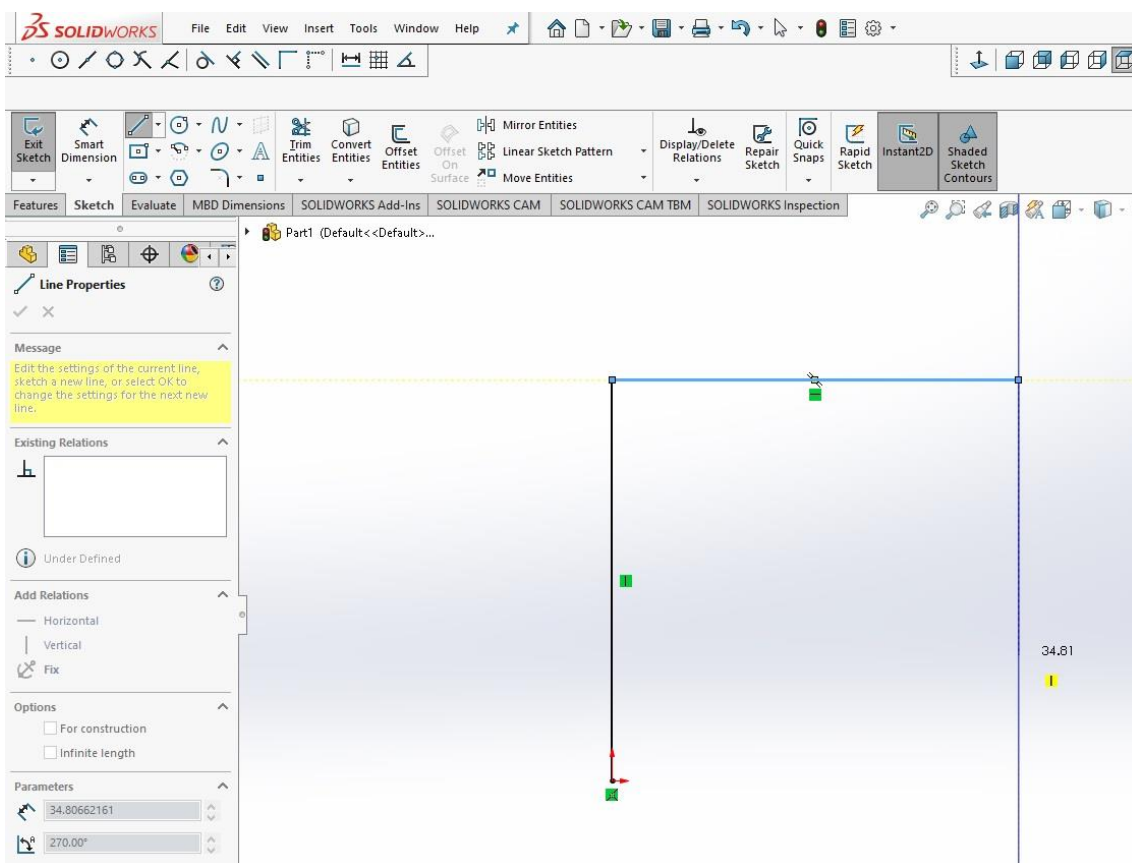 SOLIDWORKS File Edit View Insert Tools Window Help
Exit Sketch
Smart Dimension
Trim Entities
Convert Entities
Offset Entities
Offset On Surface
Mirror Entities
Linear Sketch Pattern
Move Entities
Display/Delete Relations
Repair Sketch
Quick Snaps
Rapid Sketch
Instant2D
Shaded Sketch Contours
Features Sketch Evaluate MBD Dimensions SOLIDWORKS Add-Ins SOLIDWORKS CAM SOLIDWORKS CAM TBM SOLIDWORKS Inspection
Part1 (Default<<Default>...
Line Properties
Message
Edit the settings of the current line,
sketch a new line, or select OK to
change the settings for the next new
line.
Existing Relations
Under Defined
Add Relations
Horizontal
Vertical
Fix
34.81
Options
For construction
Infinite length
Parameters
34.80662161
270.00°